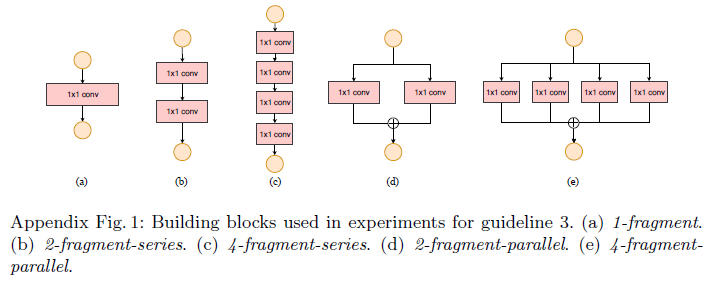 1x1 conv
1x1 conv
1x1 conv
1x1 conv
1x1 conv
1x1 conv
1x1 conv
1x1 conv 1x1 conv
1x1 conv 1x1 conv 1x1 conv 1x1 conv
(a) (b) (c) (d) (e)
Appendix Fig. 1: Building blocks used in experiments for guideline 3. (a) 1-fragment.
(b) 2-fragment-series. (c) 4-fragment-series. (d) 2-fragment-parallel. (e) 4-fragment-
parallel.